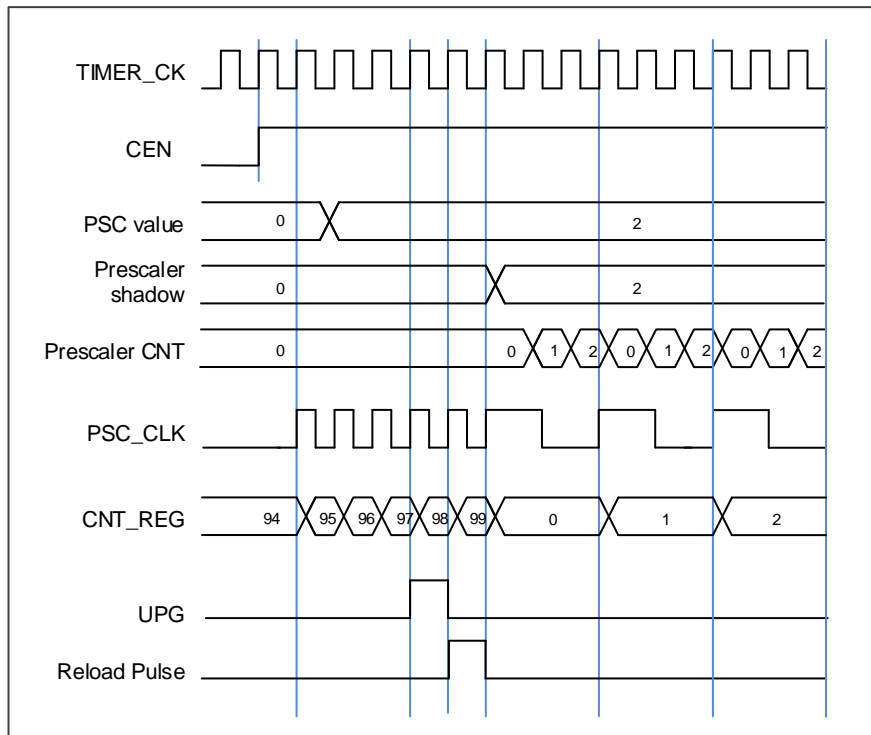 TIMER_CK
CEN
PSC value 0 2
Prescaler
shadow 0 2
Prescaler CNT 0 0 1 2 0 1 2 0 1 2
PSC_CLK
CNT_REG 94 95 96 97 98 99 0 1 2
UPG
Reload Pulse